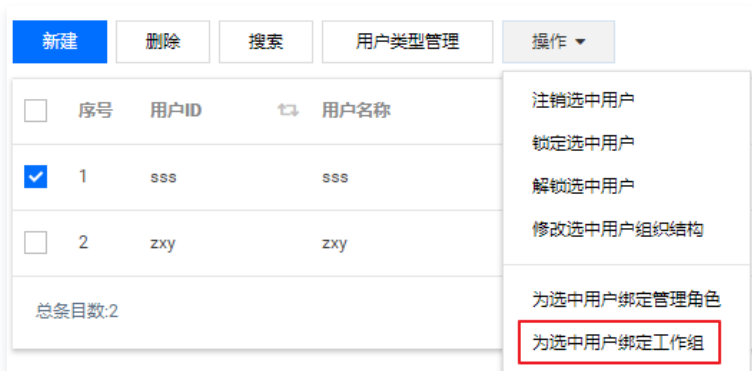 新建 删除 搜索 用户类型管理 操作
序号 用户ID 用户名称
1 sss sss
2 zxy zxy
总条目数:2
注销选中用户
锁定选中用户
解锁选中用户
修改选中用户组织结构
为选中用户绑定管理角色
为选中用户绑定工作组